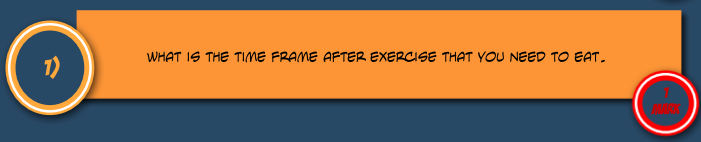 1)
WHAT IS THE TIME FRAME AFTER EXERCISE THAT YOU NEED TO EAT.
1
MARK